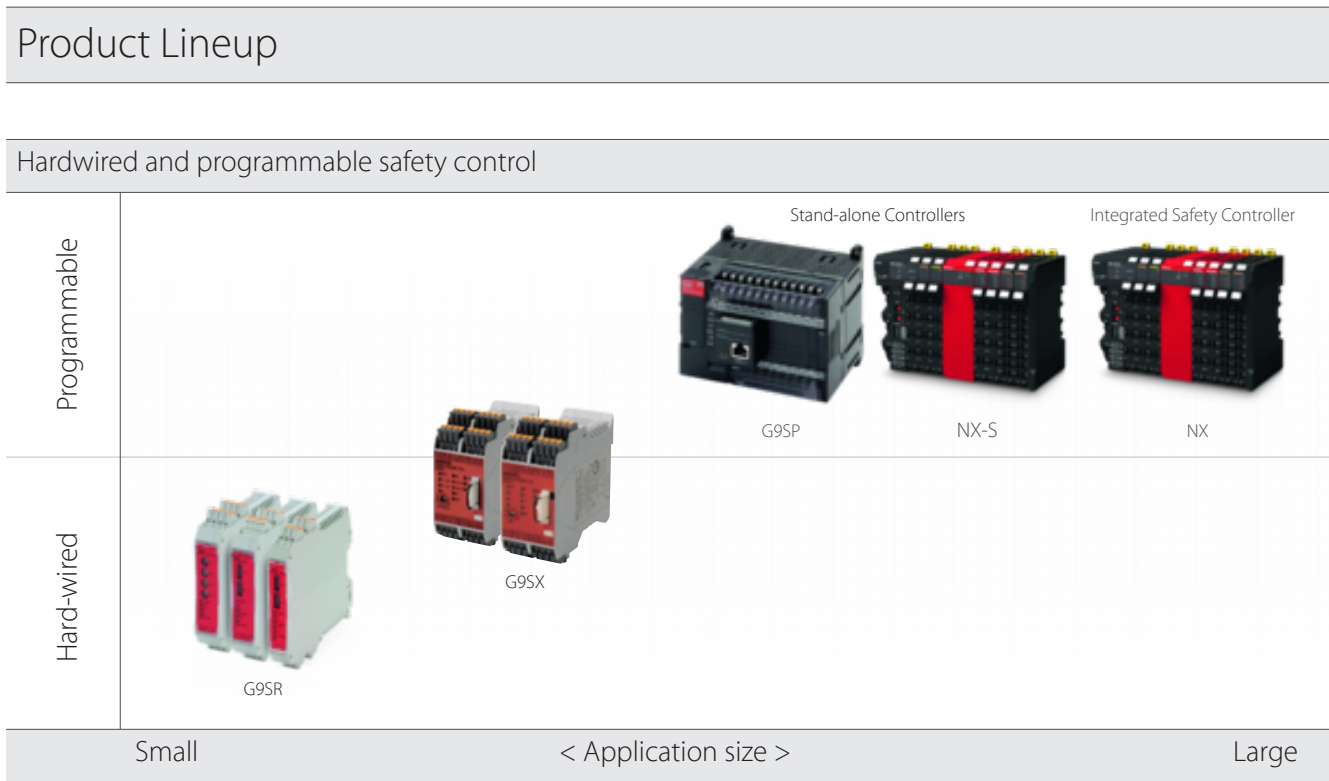 Product Lineup
Hardwired and programmable safety control
Stand-alone Controllers
Integrated Safety Controller
Programmable
G9SP
NX-S
NX
G9SX
Hard-wired
G9SR
Small
< Application size >
Large